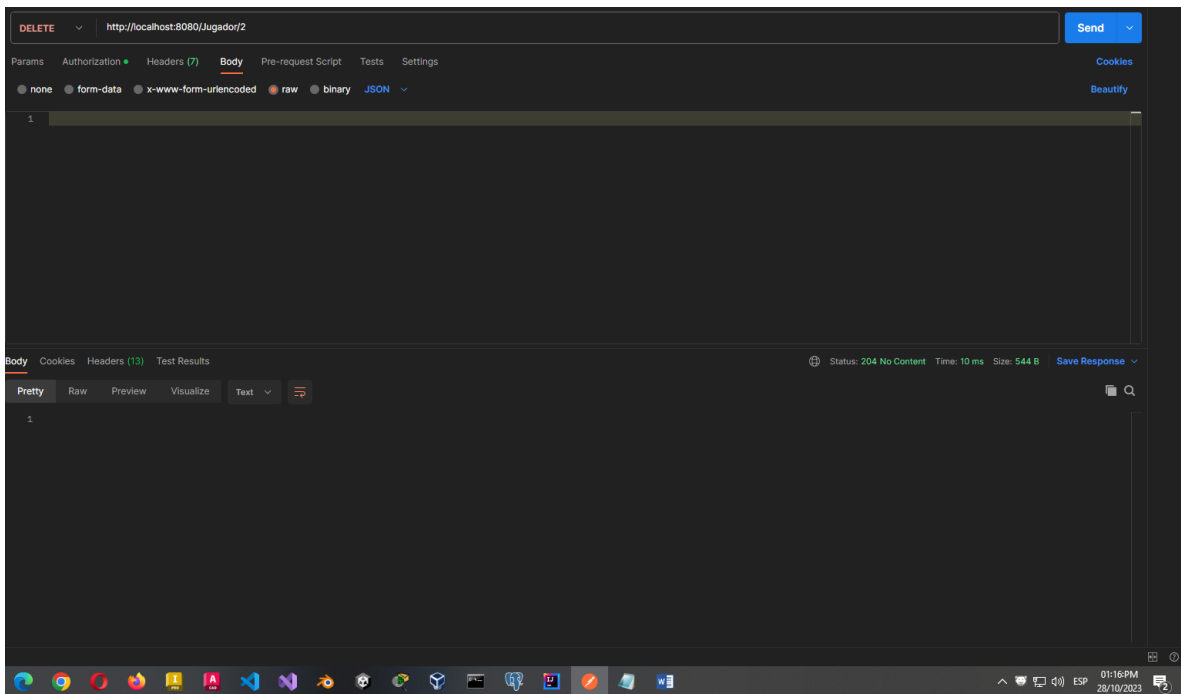 DELETE http://localhost:8080/Jugador/2 Send
Params Authorization Headers (7) Body Pre-request Script Tests Settings Cookies
none form-data x-www-form-urlencoded raw binary JSON Beautify
1
Body Cookies Headers (13) Test Results Status: 204 No Content Time: 10 ms Size: 544 B Save Response
Pretty Raw Preview Visualize Text
1
ESP 01:16:PM
28/10/2023